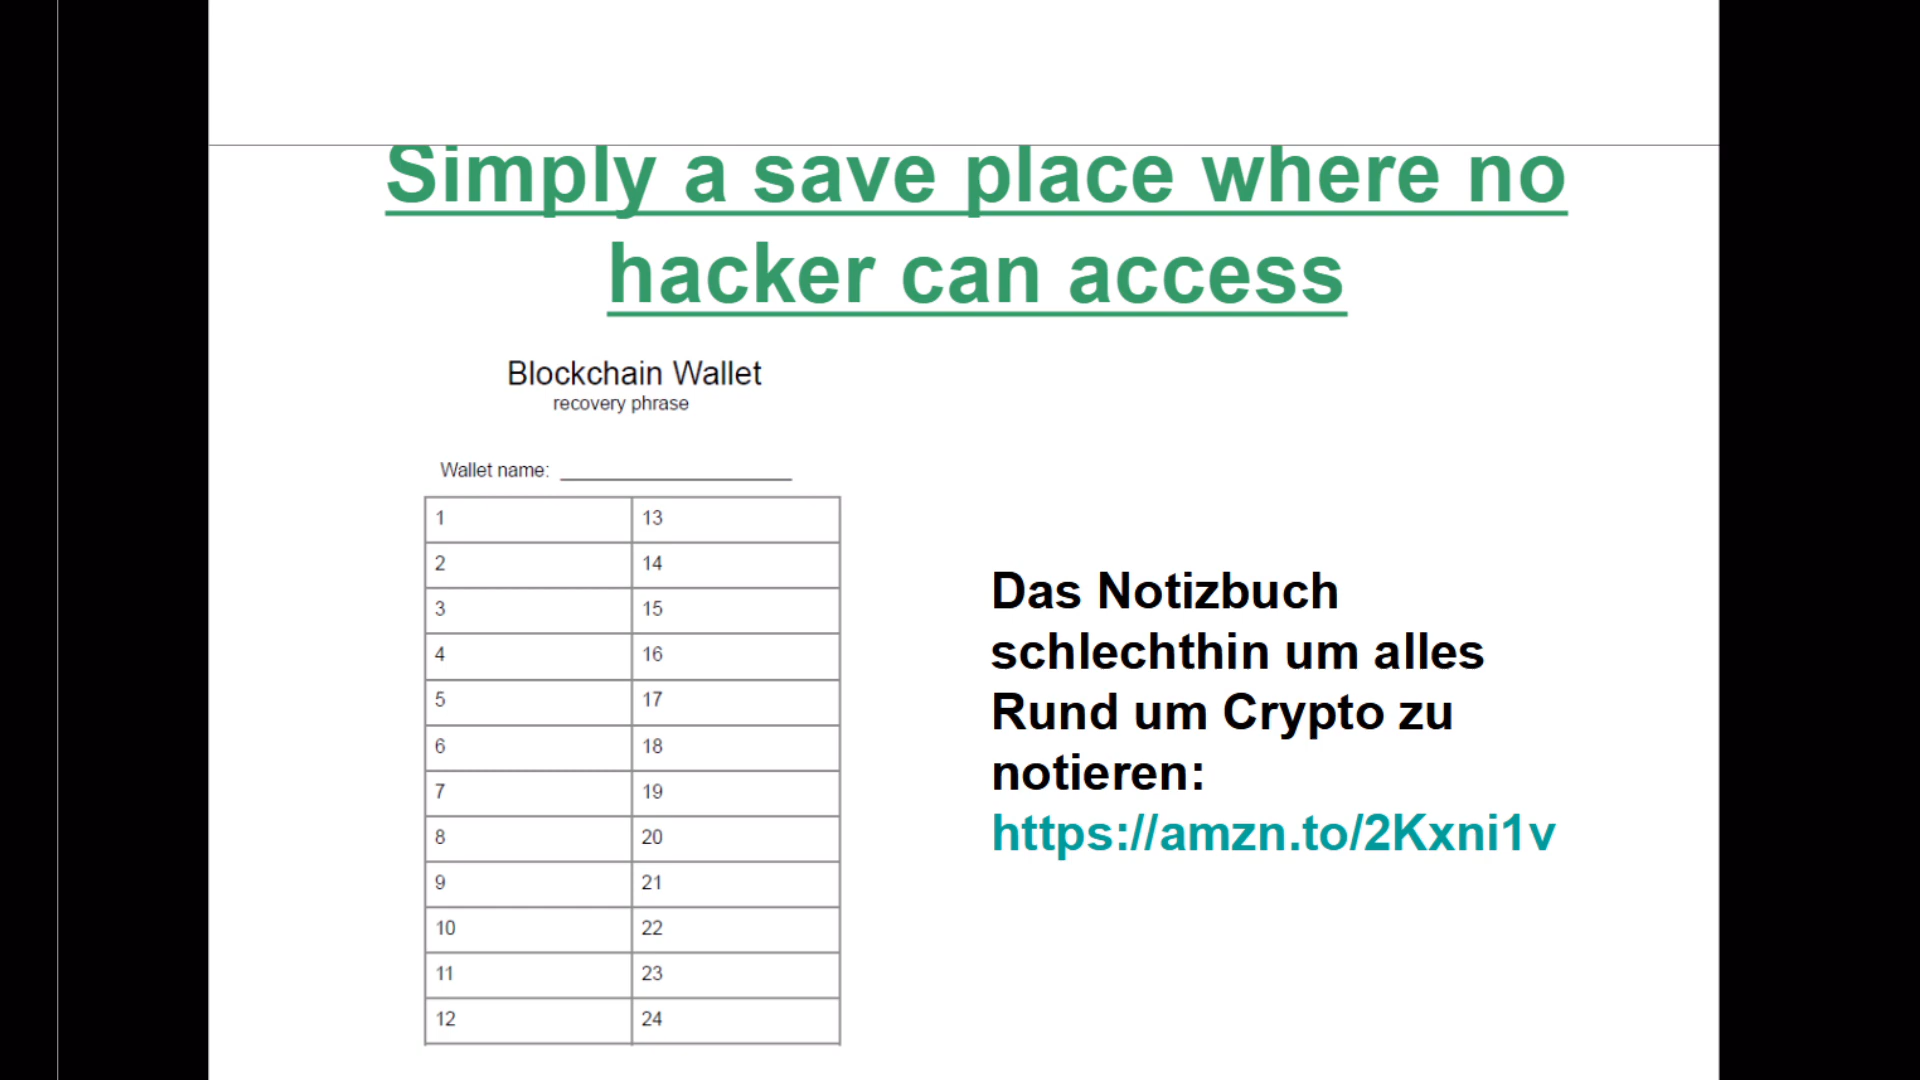 Simply a save place where no
hacker can access
Blockchain Wallet
recovery phrase
Wallet name:
1 13
2 14
3 15
4 16
5 17
6 18
7 19
8 20
9 21
10 22
11 23
12 24
Das Notizbuch
schlechthin um alles
Rund um Crypto zu
notieren:
https://amzn.to/2Kxni1v